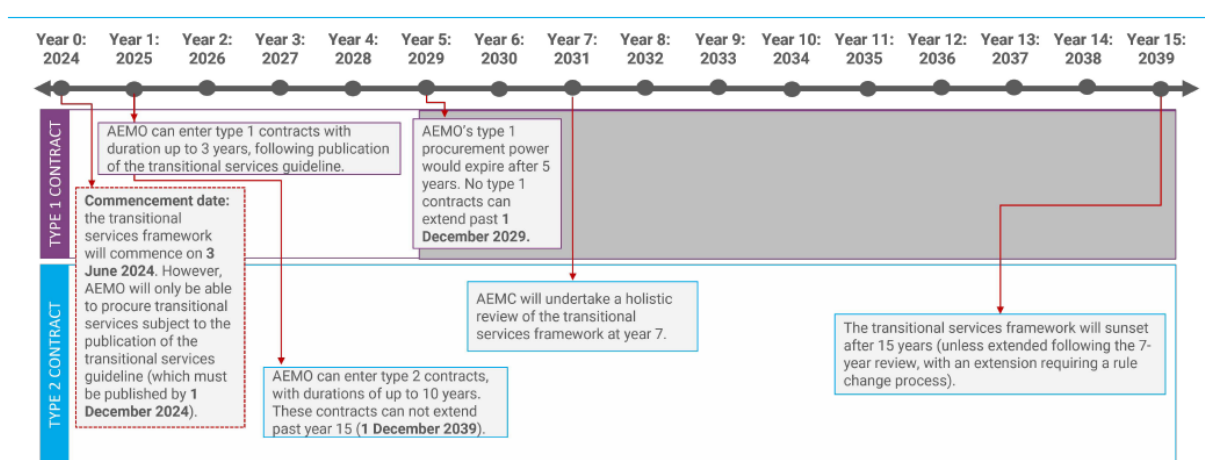 Year 0: Year 1: Year 2: Year 3: Year 4: Year 5: Year 6: Year 7: Year 8: Year 9: Year 10: Year 11: Year 12: Year 13: Year 14: Year 15:
2024 2025 2026 2027 2028 2029 2030 2031 2032 2033 2034 2035 2036 2037 2038 2039
TYPE 1 CONTRACT
AEMO can enter type 1 contracts with
duration up to 3 years, following publication
of the transitional services guideline.
AEMO's type 1
procurement power
would expire after 5
years. No type 1
contracts can
extend past 1
December 2029.
Commencement date:
the transitional
services framework
will commence on 3
June 2024. However,
AEMO will only be able
to procure transitional
services subject to the
publication of the
transitional services
guideline (which must
be published by 1
December 2024).
TYPE 2 CONTRACT
AEMO can enter type 2 contracts,
with durations of up to 10 years.
These contracts can not extend
past year 15 (1 December 2039).
AEMC will undertake a holistic
review of the transitional
services framework at year 7.
The transitional services framework will sunset
after 15 years (unless extended following the 7-
year review, with an extension requiring a rule
change process).